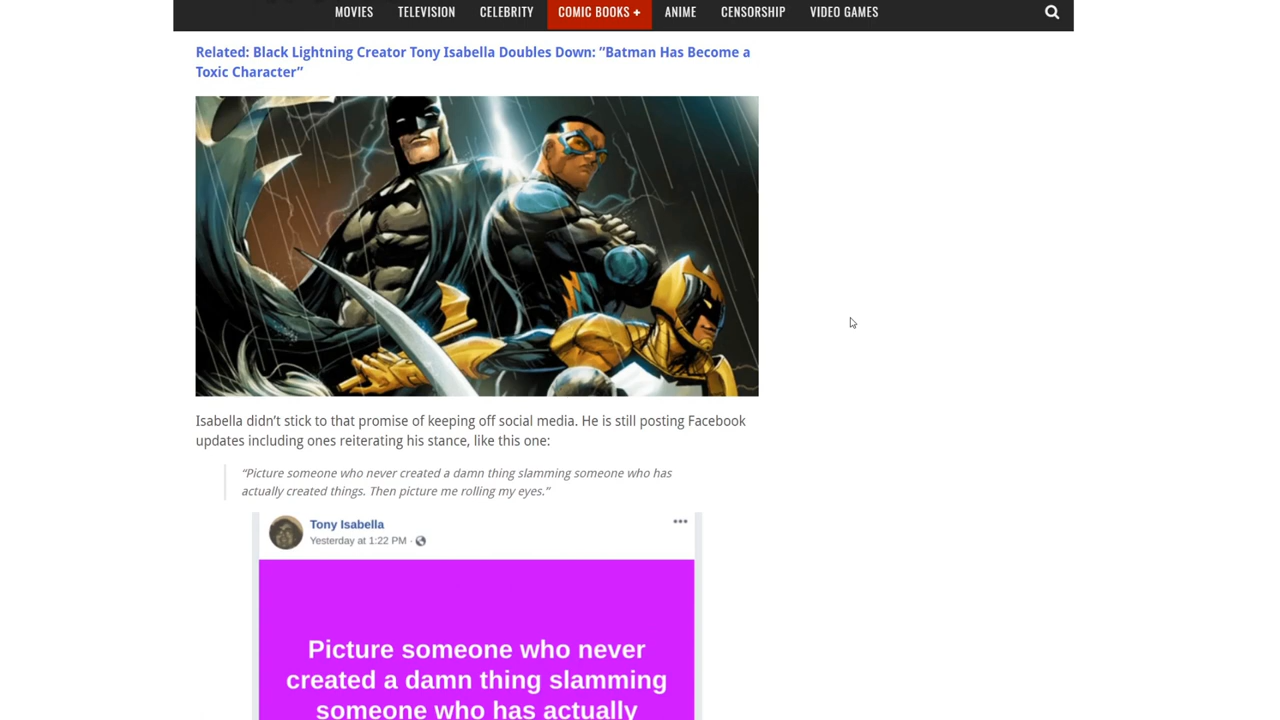 MOVIES TELEVISION CELEBRITY COMIC BOOKS + ANIME CENSORSHIP VIDEO GAMES
Related: Black Lightning Creator Tony Isabella Doubles Down: ”Batman Has Become a
Toxic Character”
Isabella didn’t stick to that promise of keeping off social media. He is still posting Facebook
updates including ones reiterating his stance, like this one:
“Picture someone who never created a damn thing slamming someone who has
actually created things. Then picture me rolling my eyes.”
Tony Isabella
Yesterday at 1:22 PM ·
Picture someone who never
created a damn thing slamming
someone who has actually